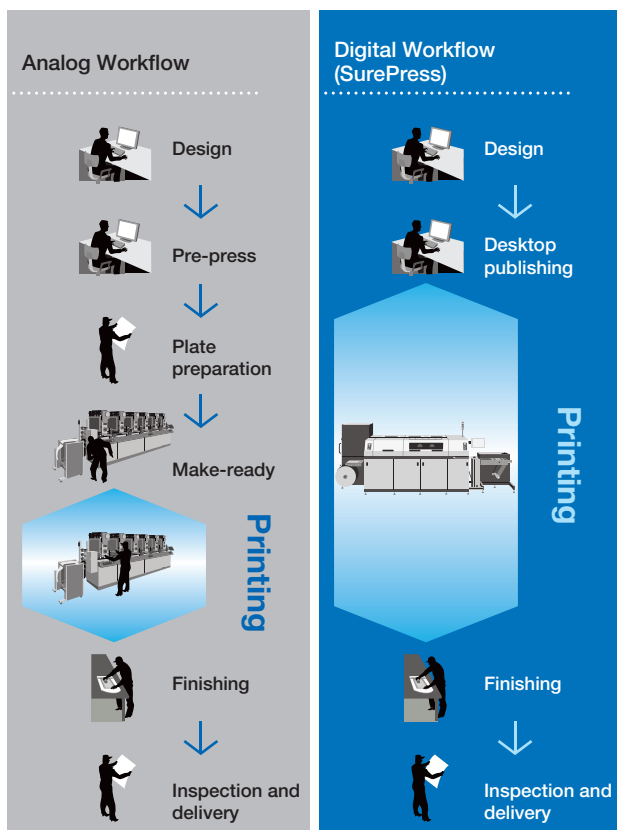 Analog Workflow
Design
Pre-press
Plate
preparation
Make-ready
Printing
Finishing
Inspection and
delivery
Digital Workflow
(SurePress)
Design
Desktop
publishing
Printing
Finishing
Inspection and
delivery